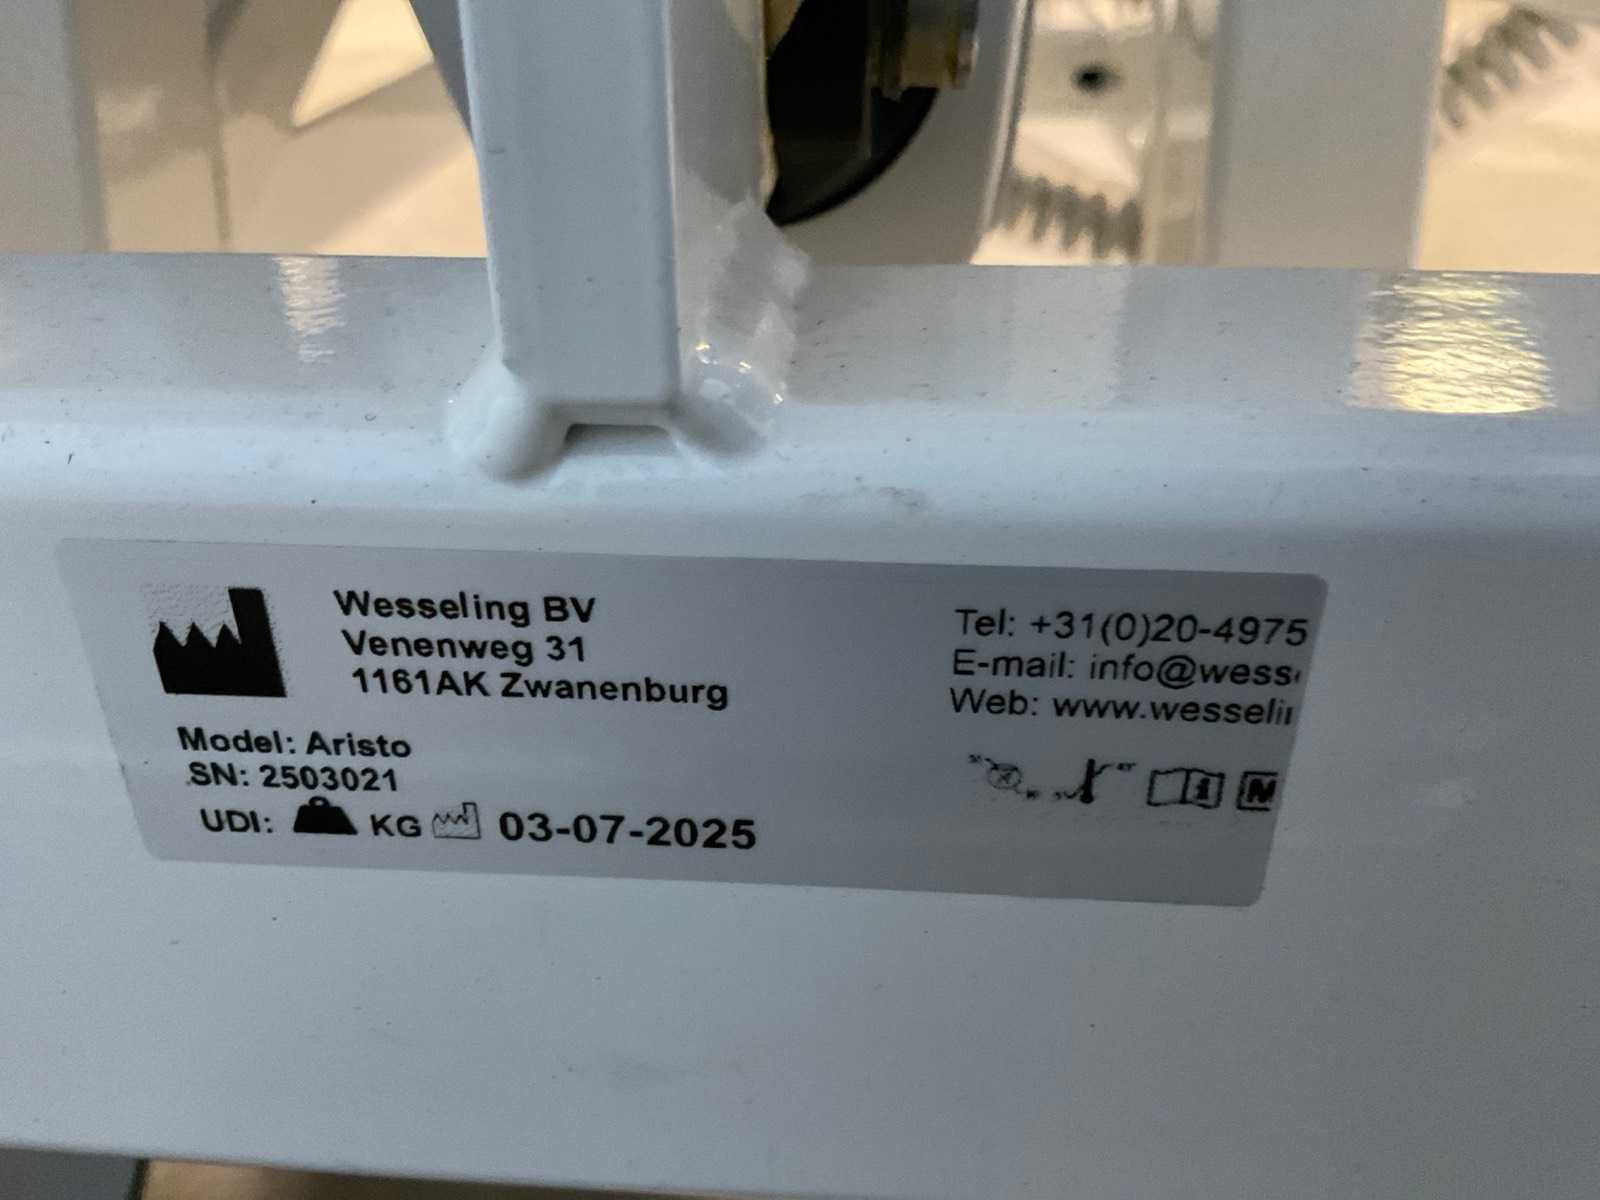 Wesseling BV
Venenweg 31
1161AK Zwanenburg
Tel: +31(0)20-4975
E-mail: info@wess
Web: www.wesseli
Model: Aristo
SN: 2503021
UDI: KG 03-07-2025